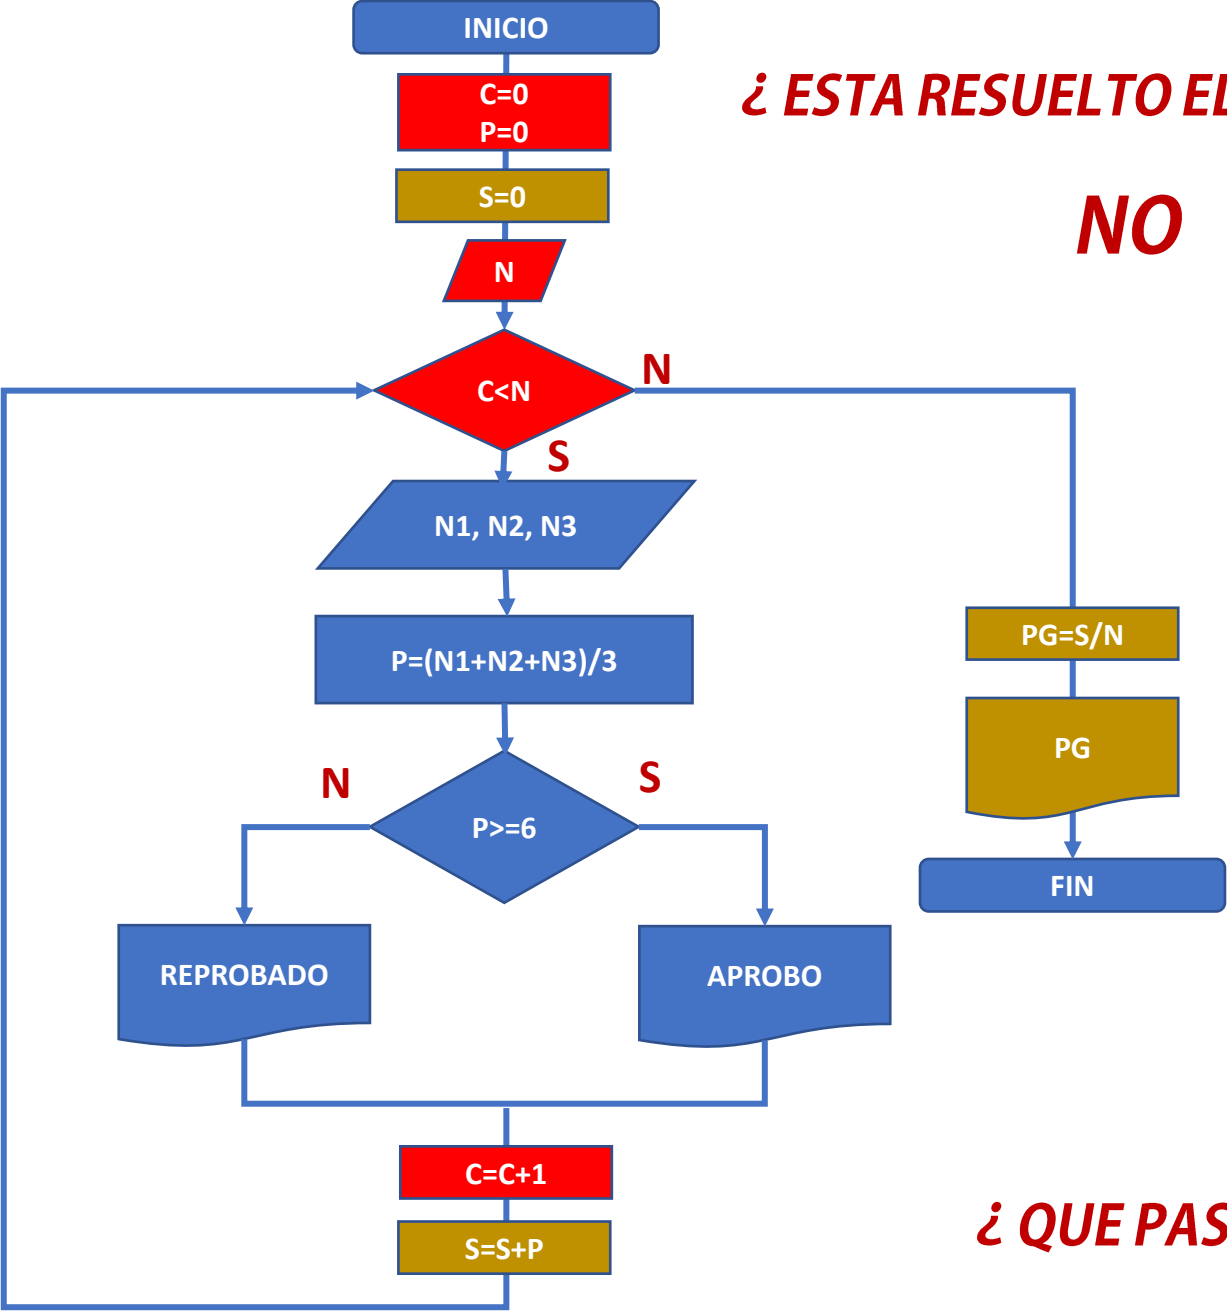 INICIO
C=0
P=0
¿ ESTA RESUELTO EL
S=0
NO
N
C<N
N
S
N1, N2, N3
P=(N1+N2+N3)/3
PG=S/N
PG
N
S
P>=6
FIN
REPROBADO
APROBO
C=C+1
¿ QUE PAS
S=S+P